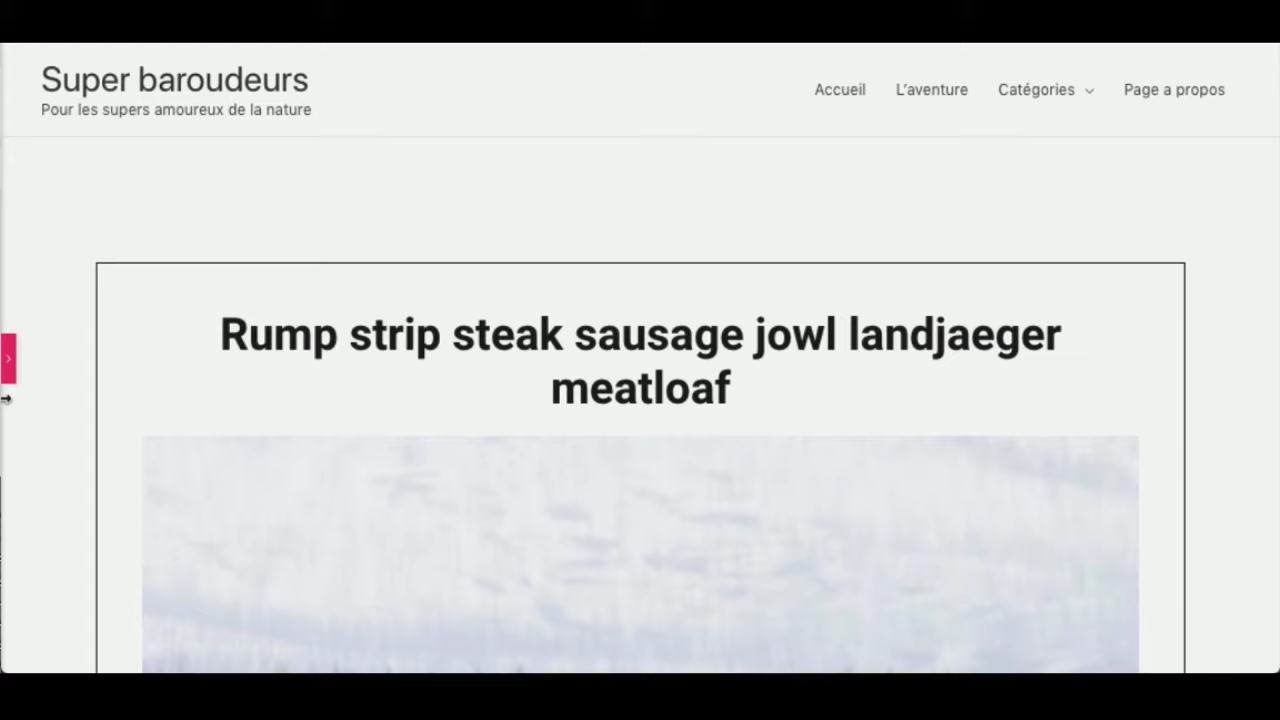 Super baroudeurs
Pour les supers amoureux de la nature
Accueil L'aventure Catégories Page a propos
Rump strip steak sausage jowl landjaeger
meatloaf